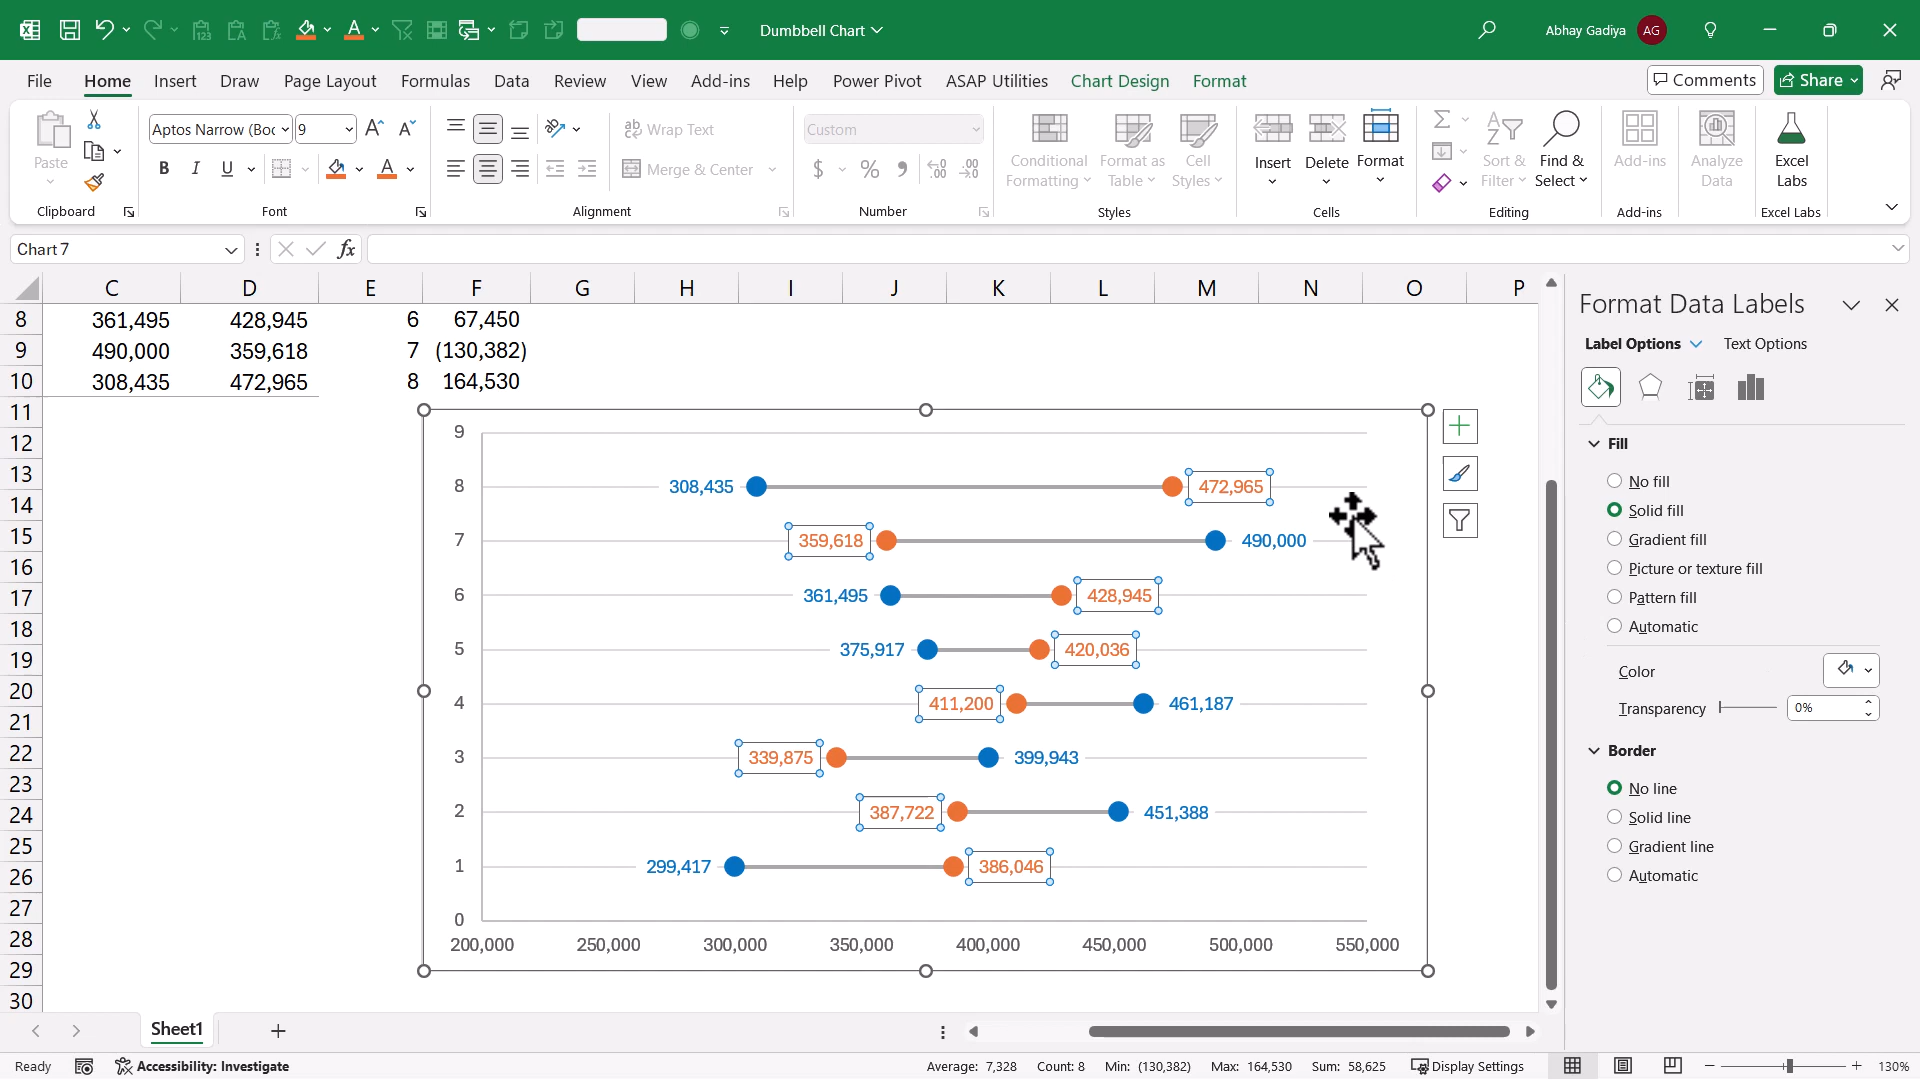 Dumbbell Chart
Abhay Gadiya AG
File Home Insert Draw Page Layout Formulas Data Review View Add-ins Help Power Pivot ASAP Utilities Chart Design Format Comments Share
Aptos Narrow (Boc 9
Wrap Text
Custom
Paste
Conditional Formatting
Format as Table
Cell Styles
Insert Delete Format
Sort & Filter
Find & Select
Add-ins
Analyze Data
Excel Labs
B I U A
Merge & Center
$ %
Clipboard Font Alignment Number Styles Cells Editing Add-ins Excel Labs
Chart 7 fx
C D E F G H I J K L M N O P
8 361,495 428,945 6 67,450
9 490,000 359,618 7 (130,382)
10 308,435 472,965 8 164,530
11
12
13
14
15
16
17
18
19
20
21
22
23
24
25
26
27
28
29
30
9
8 308,435 472,965
7 359,618 490,000
6 361,495 428,945
5 375,917 420,036
4 411,200 461,187
3 339,875 399,943
2 387,722 451,388
1 299,417 386,046
0
200,000 250,000 300,000 350,000 400,000 450,000 500,000 550,000
Format Data Labels
Label Options Text Options
Fill
No fill
Solid fill
Gradient fill
Picture or texture fill
Pattern fill
Automatic
Color
Transparency 0%
Border
No line
Solid line
Gradient line
Automatic
Sheet1
Ready Accessibility: Investigate Average: 7,328 Count: 8 Min: (130,382) Max: 164,530 Sum: 58,625 Display Settings 130%